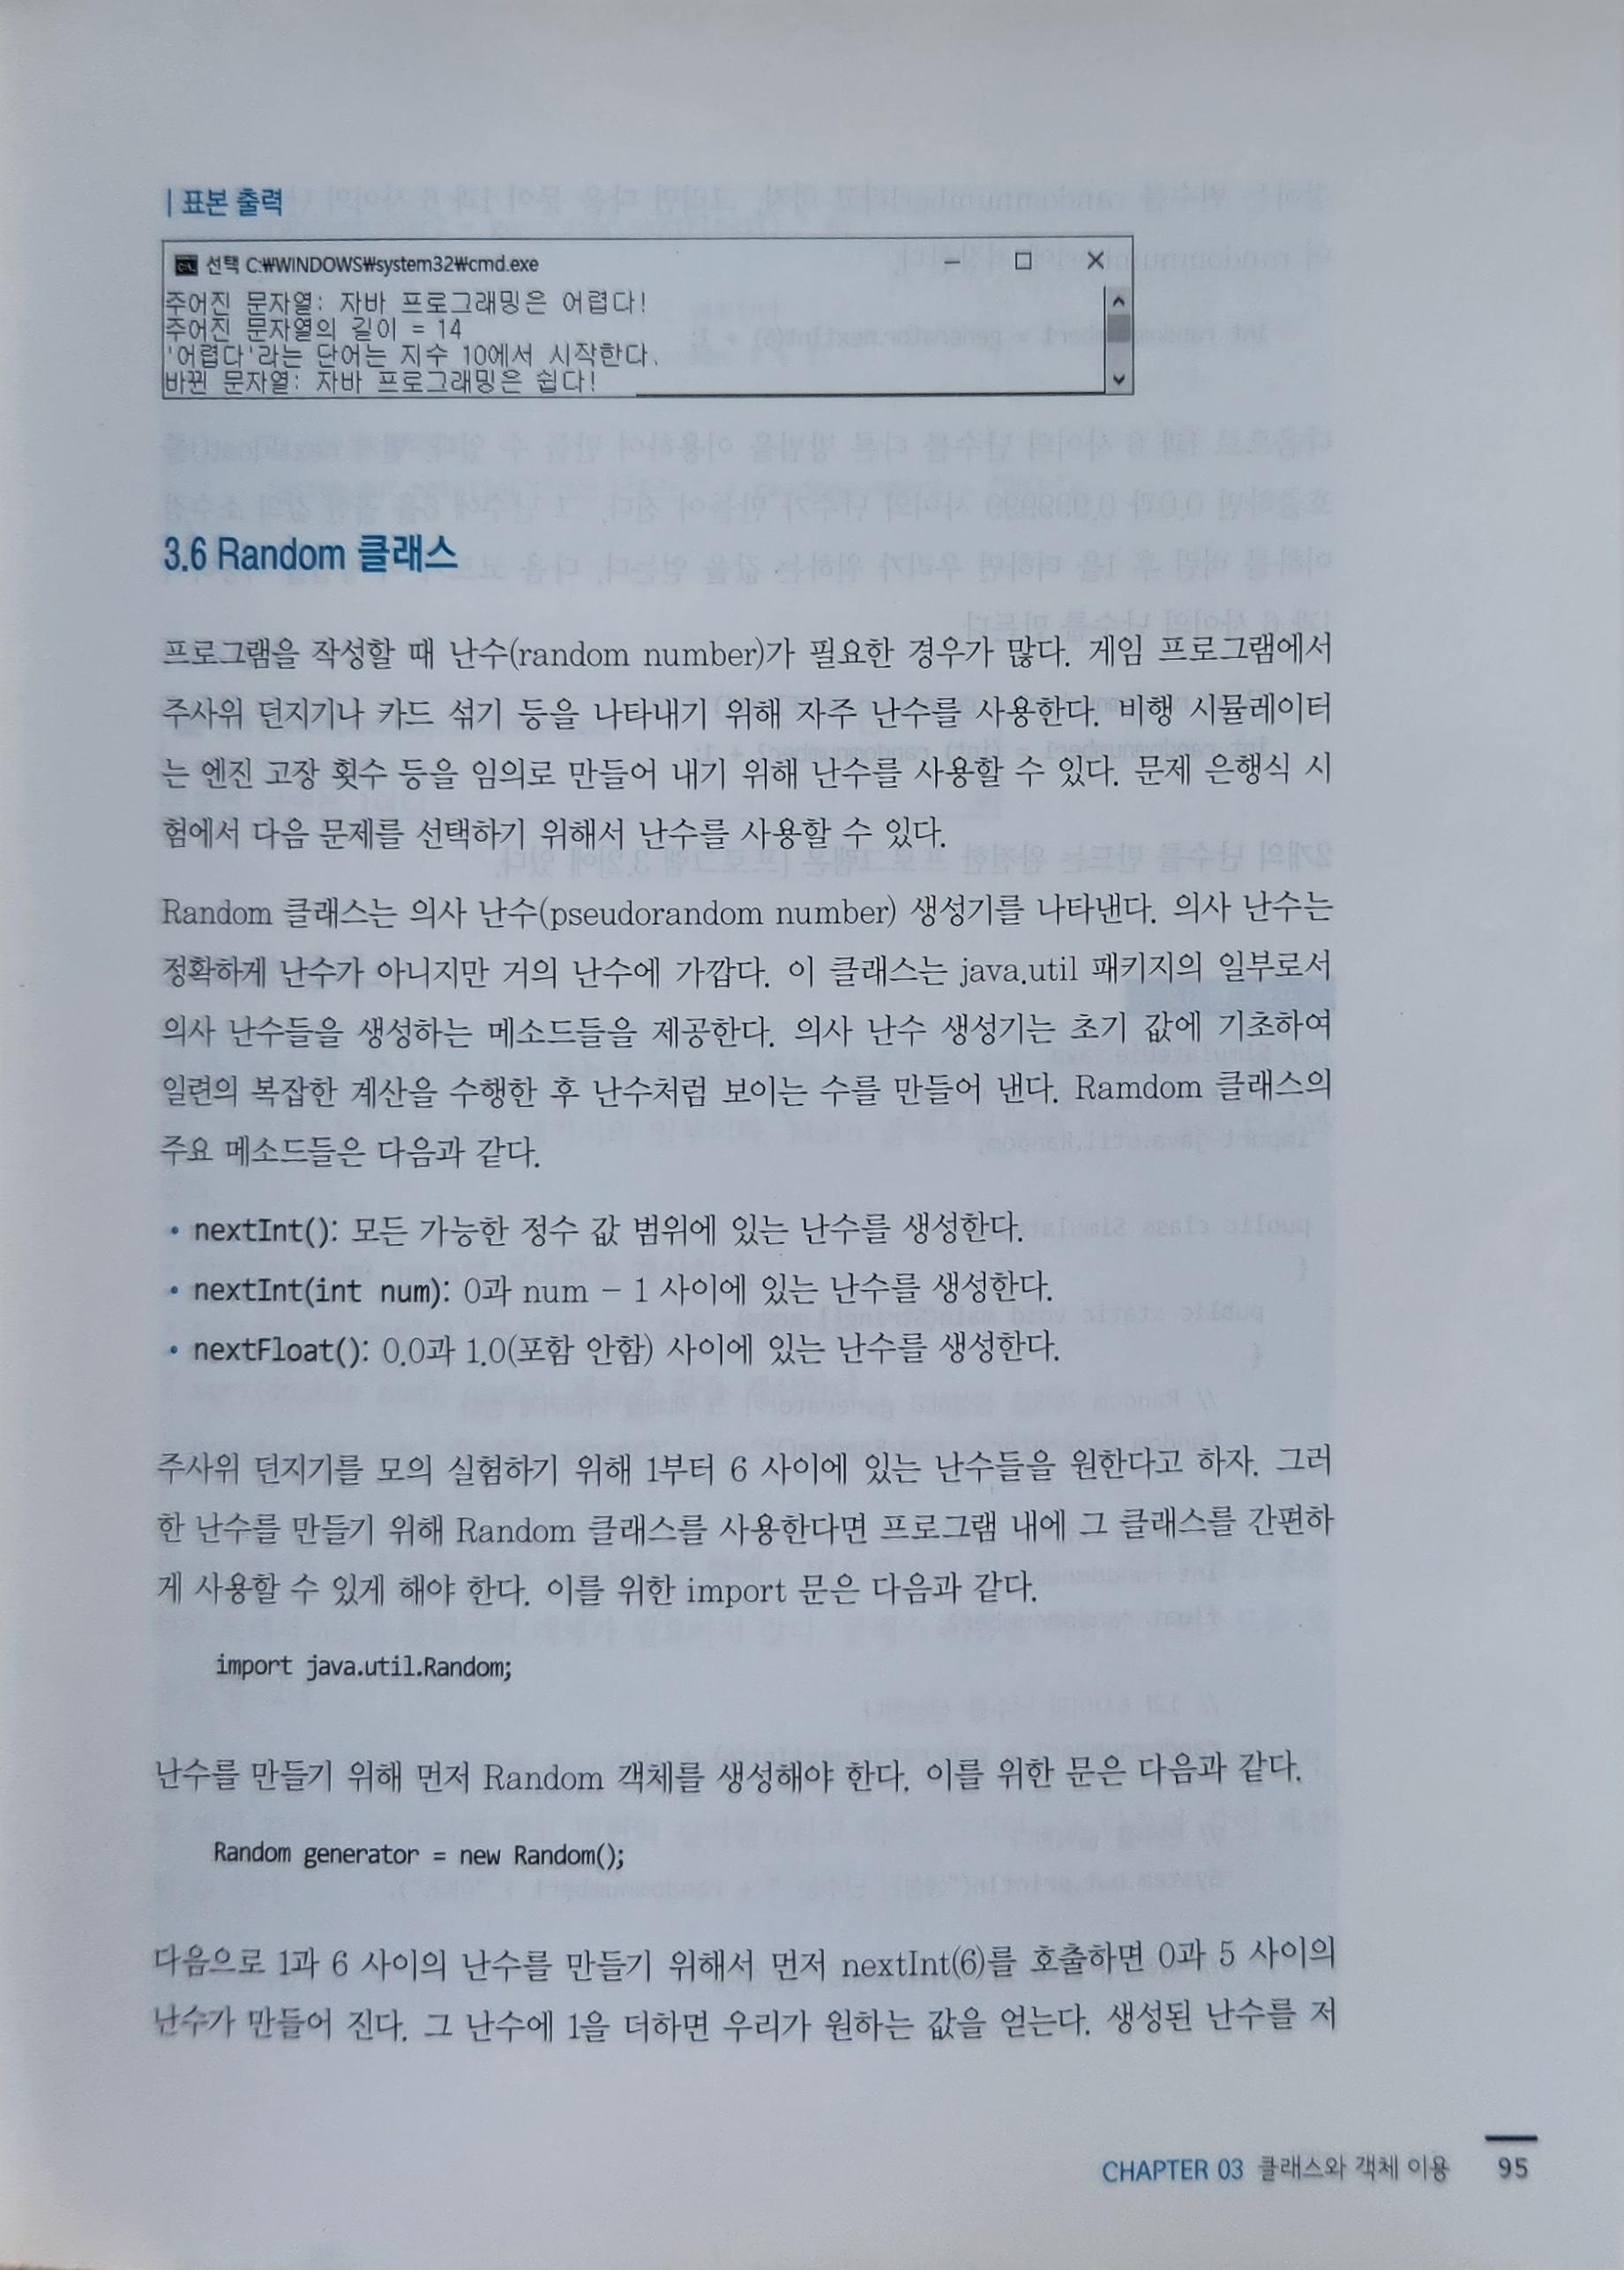 | 표본 출력
선택 C:₩WINDOWS₩system32₩cmd.exe
주어진 문자열: 자바 프로그래밍은 어렵다!
주어진 문자열의 길이 = 14
'어렵다'라는 단어는 지수 10에서 시작한다.
바뀐 문자열: 자바 프로그래밍은 쉽다!
3.6 Random 클래스
프로그램을 작성할 때 난수(random number)가 필요한 경우가 많다. 게임 프로그램에서
주사위 던지기나 카드 섞기 등을 나타내기 위해 자주 난수를 사용한다. 비행 시뮬레이터
는 엔진 고장 횟수 등을 임의로 만들어 내기 위해 난수를 사용할 수 있다. 문제 은행식 시
험에서 다음 문제를 선택하기 위해서 난수를 사용할 수 있다.
Random 클래스는 의사 난수(pseudorandom number) 생성기를 나타낸다. 의사 난수는
정확하게 난수가 아니지만 거의 난수에 가깝다. 이 클래스는 java.util 패키지의 일부로서
의사 난수들을 생성하는 메소드들을 제공한다. 의사 난수 생성기는 초기 값에 기초하여
일련의 복잡한 계산을 수행한 후 난수처럼 보이는 수를 만들어 낸다. Ramdom 클래스의
주요 메소드들은 다음과 같다.
• nextInt(): 모든 가능한 정수 값 범위에 있는 난수를 생성한다.
• nextInt(int num): 0과 num - 1 사이에 있는 난수를 생성한다.
• nextFloat(): 0.0과 1.0(포함 안함) 사이에 있는 난수를 생성한다.
주사위 던지기를 모의 실험하기 위해 1부터 6 사이에 있는 난수들을 원한다고 하자. 그러
한 난수를 만들기 위해 Random 클래스를 사용한다면 프로그램 내에 그 클래스를 간편하
게 사용할 수 있게 해야 한다. 이를 위한 import 문은 다음과 같다.
import java.util.Random;
난수를 만들기 위해 먼저 Random 객체를 생성해야 한다. 이를 위한 문은 다음과 같다.
Random generator = new Random();
다음으로 1과 6 사이의 난수를 만들기 위해서 먼저 nextInt(6)를 호출하면 0과 5 사이의
난수가 만들어 진다. 그 난수에 1을 더하면 우리가 원하는 값을 얻는다. 생성된 난수를 저
CHAPTER 03 클래스와 객체 이용 95